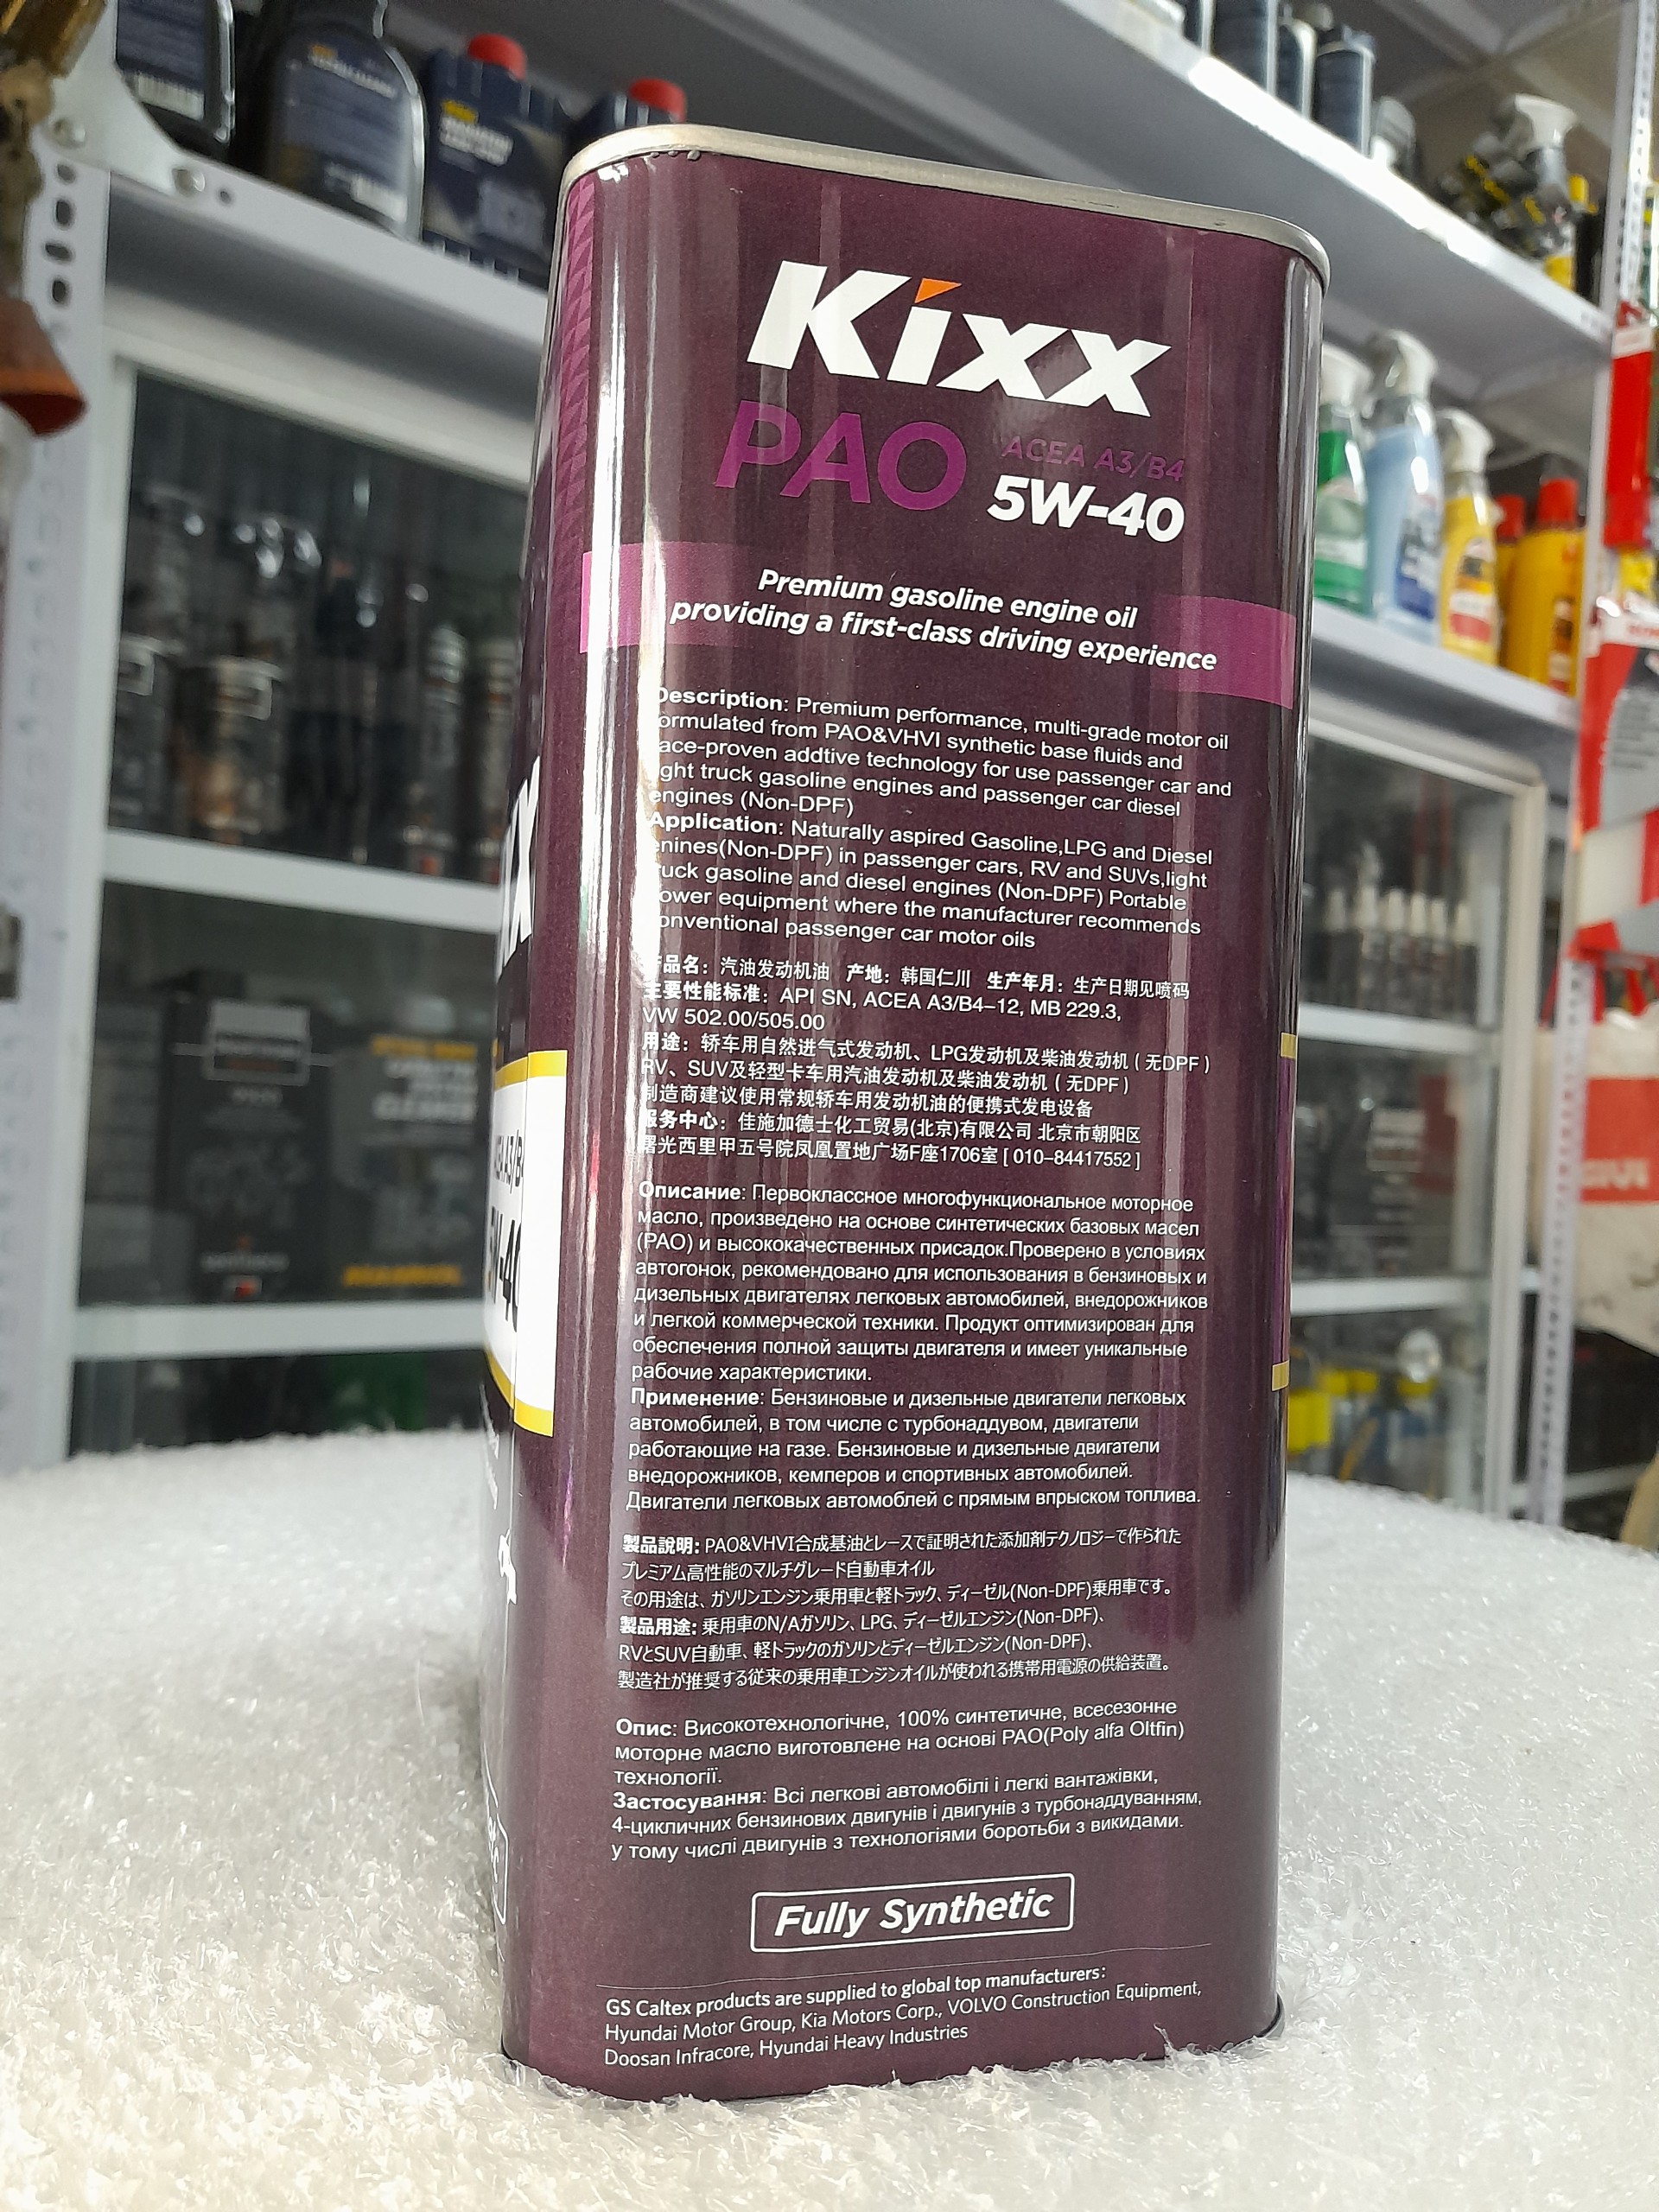 Kixx
PAO
ACEA A3/B4
5W-40
Premium gasoline engine oil
providing a first-class driving experience
Description: Premium performance, multi-grade motor oil
ormulated from PAO&VHVI synthetic base fluids and
ace-proven addtive technology for use passenger car and
ght truck gasoline engines and passenger car diesel
engines (Non-DPF)
Application: Naturally aspired Gasoline,LPG and Diesel
enines(Non-DPF) in passenger cars, RV and SUVs,light
ruck gasoline and diesel engines (Non-DPF) Portable
ower equipment where the manufacturer recommends
onventional passenger car motor oils
产品名：汽油发动机油 产地：韩国仁川 生产年月：生产日期见喷码
主要性能标准：API SN, ACEA A3/B4–12, MB 229.3,
VW 502.00/505.00
用途：轿车用自然进气式发动机、LPG发动机及柴油发动机（无DPF）
RV、SUV及轻型卡车用汽油发动机及柴油发动机（无DPF）
制造商建议使用常规轿车用发动机油的便携式发电设备
服务中心：佳施加德士化工贸易(北京)有限公司 北京市朝阳区
曙光西里甲五号院凤凰置地广场F座1706室 [ 010–84417552 ]
Описание: Первоклассное многофункциональное моторное
масло, произведено на основе синтетических базовых масел
(PAO) и высококачественных присадок.Проверено в условиях
автогонок, рекомендовано для использования в бензиновых и
дизельных двигателях легковых автомобилей, внедорожников
и легкой коммерческой техники. Продукт оптимизирован для
обеспечения полной защиты двигателя и имеет уникальные
рабочие характеристики.
Применение: Бензиновые и дизельные двигатели легковых
автомобилей, в том числе с турбонаддувом, двигатели
работающие на газе. Бензиновые и дизельные двигатели
внедорожников, кемперов и спортивных автомобилей.
Двигатели легковых автомоблей с прямым впрыском топлива.
製品說明: PAO&VHVI合成基油とレースで証明された添加剤テクノロジーで作られた
プレミアム高性能のマルチグレード自動車オイル
その用途は、ガソリンエンジン乗用車と軽トラック、ディーゼル(Non-DPF)乗用車です。
製品用途: 乗用車のN/Aガソリン、LPG、ディーゼルエンジン(Non-DPF)、
RVとSUV自動車、軽トラックのガソリンとディーゼルエンジン(Non-DPF)、
製造社が推奨する従来の乗用車エンジンオイルが使われる携帯用電源の供給装置。
Опис: Високотехнологічне, 100% синтетичне, всесезонне
моторне масло виготовлене на основі PAO(Poly alfa Oltfin)
технології.
Застосування: Всі легкові автомобілі і легкі вантажівки,
4-цикличних бензинових двигунів і двигунів з турбонаддуванням,
у тому числі двигунів з технологіями боротьби з викидами.
Fully Synthetic
GS Caltex products are supplied to global top manufacturers:
Hyundai Motor Group, Kia Motors Corp., VOLVO Construction Equipment,
Doosan Infracore, Hyundai Heavy Industries